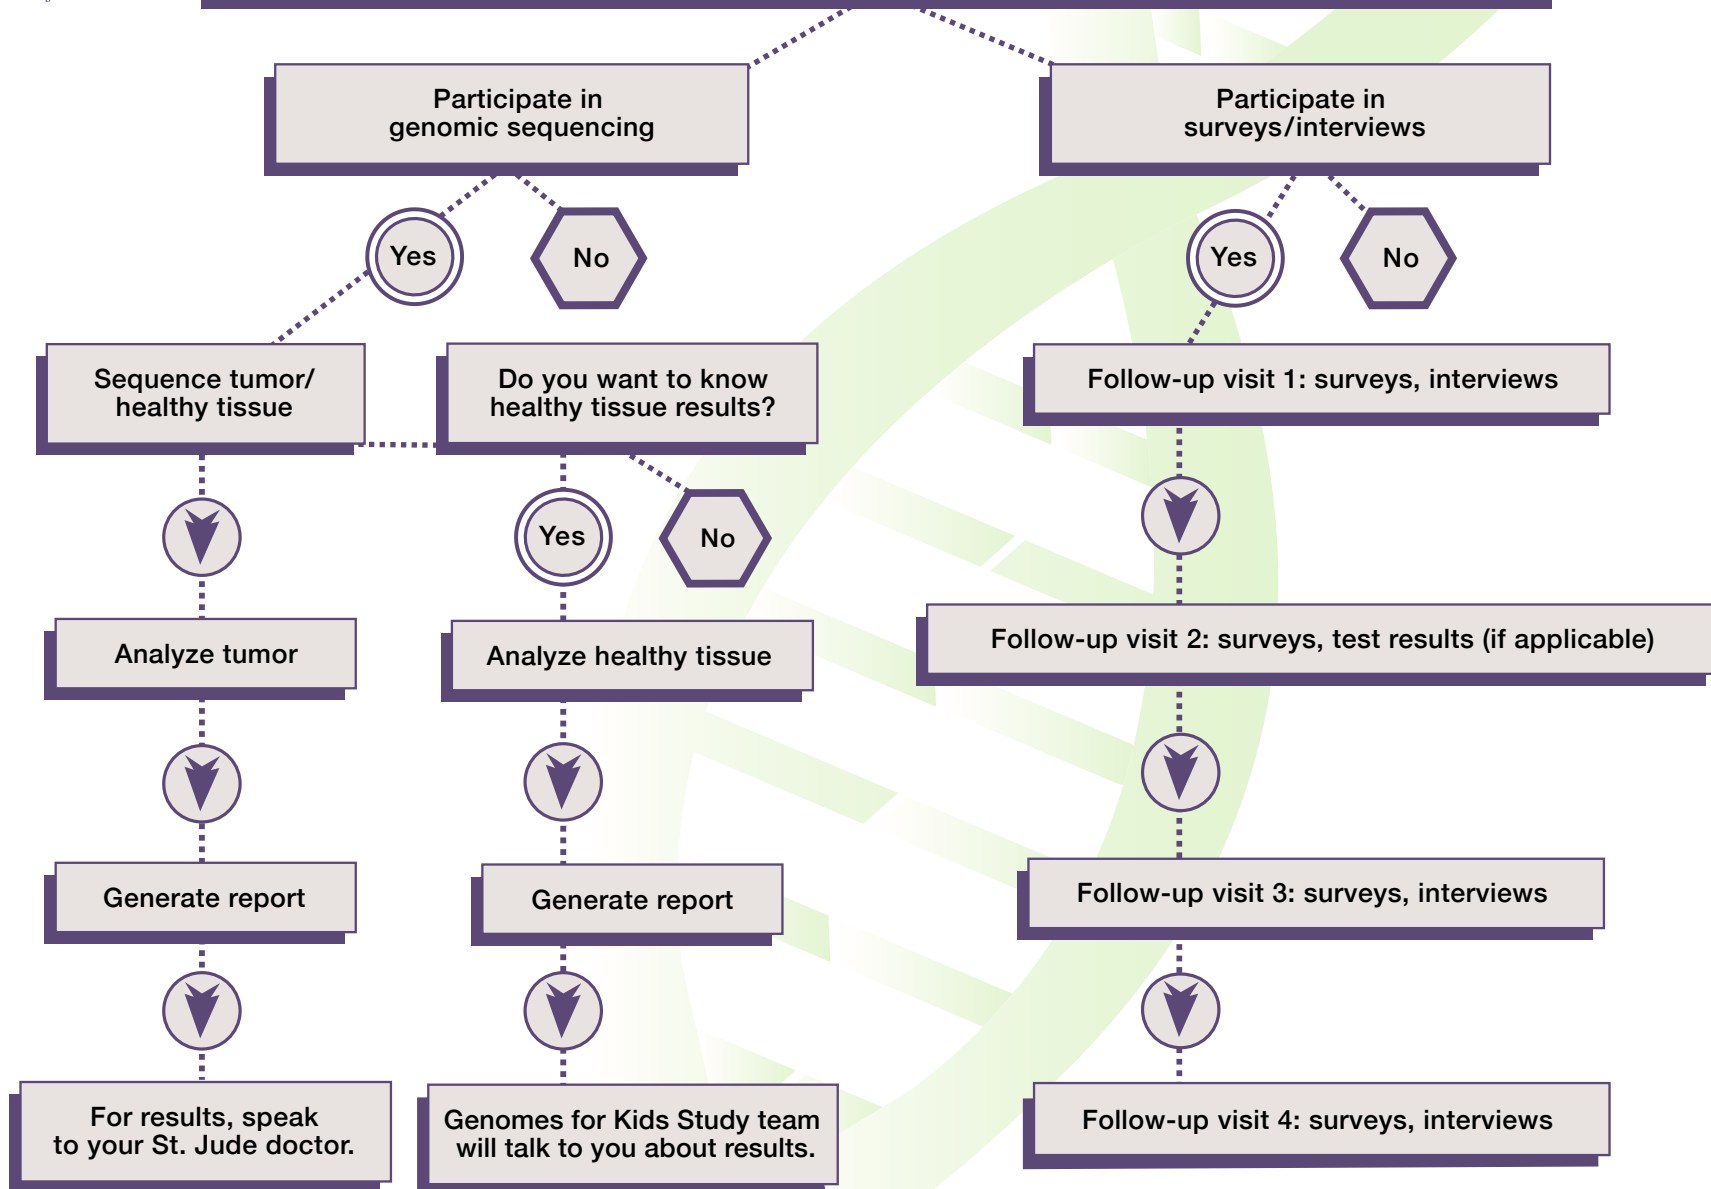 Participate in
genomic sequencing
Participate in
surveys/interviews
Yes
No
Yes
No
Sequence tumor/
healthy tissue
Do you want to know
healthy tissue results?
Follow-up visit 1: surveys, interviews
Yes
No
Analyze tumor
Analyze healthy tissue
Follow-up visit 2: surveys, test results (if applicable)
Generate report
Generate report
Follow-up visit 3: surveys, interviews
For results, speak
to your St. Jude doctor.
Genomes for Kids Study team
will talk to you about results.
Follow-up visit 4: surveys, interviews